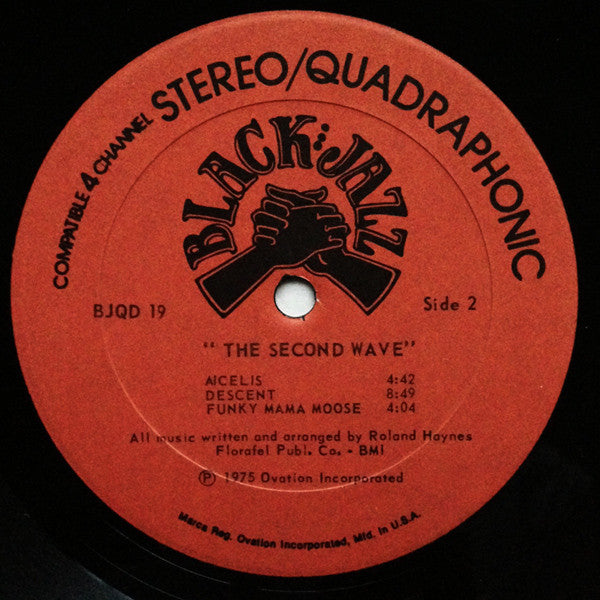 COMPATIBLE 4 CHANNEL STEREO/QUADRAPHONIC
BLACK JAZZ
BJQD 19
Side 2
" THE SECOND WAVE"
AICELIS 4:42
DESCENT 8:49
FUNKY MAMA MOOSE 4:04
All music written and arranged by Roland Haynes
Florafel Publ. Co. - BMI
Ⓟ 1975 Ovation Incorporated
Marca Reg. Ovation Incorporated, Mfd. in U.S.A.